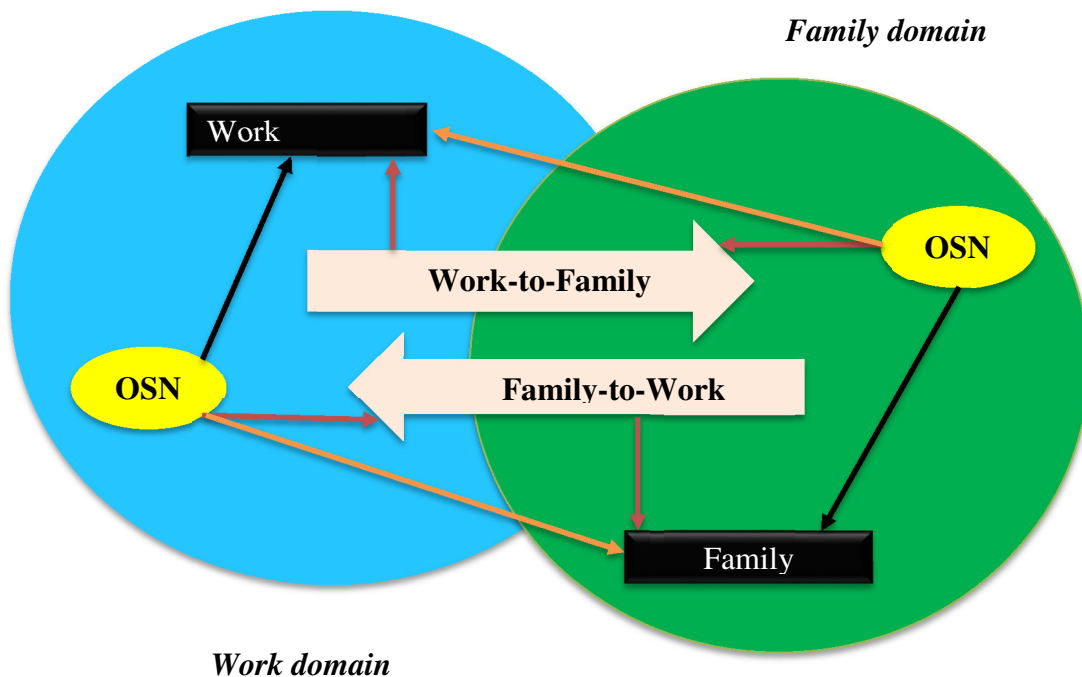 Family domain
Work
OSN
Work-to-Family
OSN
Family-to-Work
Family
Work domain